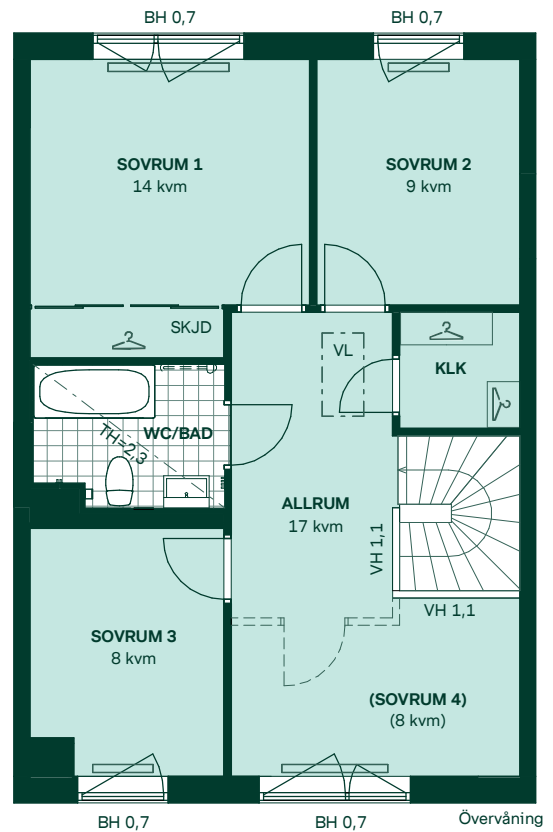 BH 0,7
BH 0,7
SOVRUM 1
14 kvm
SOVRUM 2
9 kvm
SKJD
VL
KLK
WC/BAD
TH=2,3
ALLRUM
17 kvm
VH 1,1
VH 1,1
SOVRUM 3
8 kvm
(SOVRUM 4)
(8 kvm)
BH 0,7
BH 0,7
Övervåning